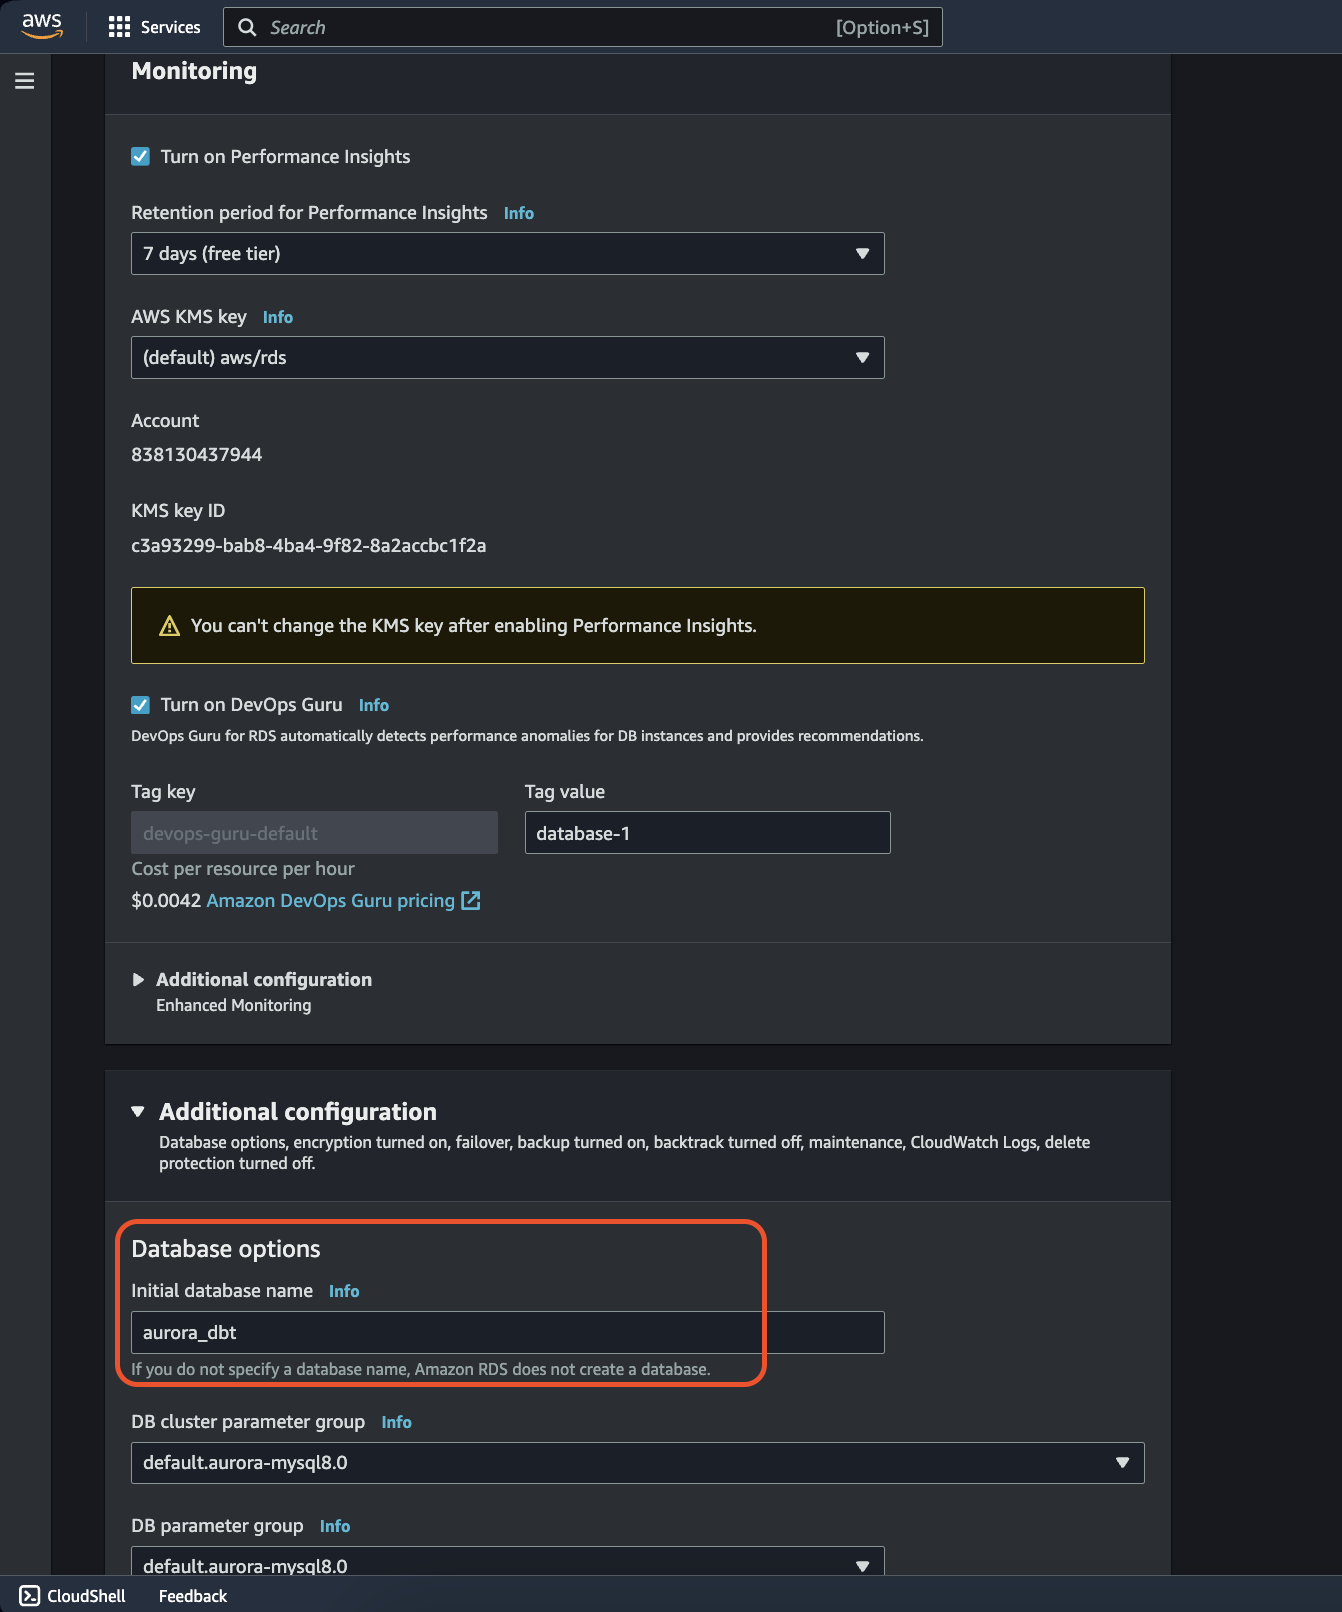 aws
Services
Search
[Option+S]
Monitoring
Turn on Performance Insights
Retention period for Performance Insights Info
7 days (free tier)
AWS KMS key Info
(default) aws/rds
Account
838130437944
KMS key ID
c3a93299-bab8-4ba4-9f82-8a2accbc1f2a
You can't change the KMS key after enabling Performance Insights.
Turn on DevOps Guru Info
DevOps Guru for RDS automatically detects performance anomalies for DB instances and provides recommendations.
Tag key
devops-guru-default
Tag value
database-1
Cost per resource per hour
$0.0042 Amazon DevOps Guru pricing
Additional configuration
Enhanced Monitoring
Additional configuration
Database options, encryption turned on, failover, backup turned on, backtrack turned off, maintenance, CloudWatch Logs, delete
protection turned off.
Database options
Initial database name Info
aurora_dbt
If you do not specify a database name, Amazon RDS does not create a database.
DB cluster parameter group Info
default.aurora-mysql8.0
DB parameter group Info
default.aurora-mysql8.0
CloudShell
Feedback